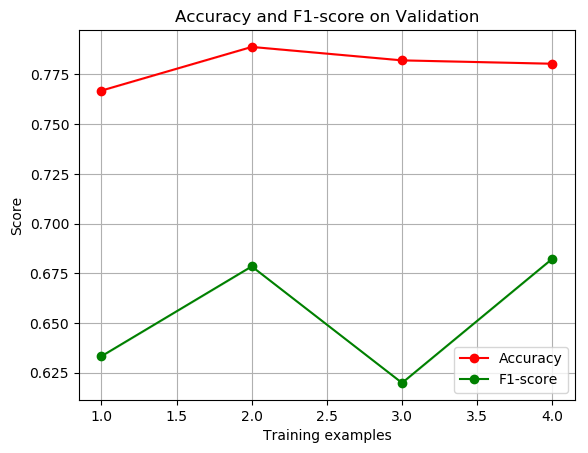 Accuracy and F1-score on Validation
0.775
0.750
0.725
0.700
0.675
0.650
0.625
Score
1.0 1.5 2.0 2.5 3.0 3.5 4.0
Training examples
Accuracy
F1-score